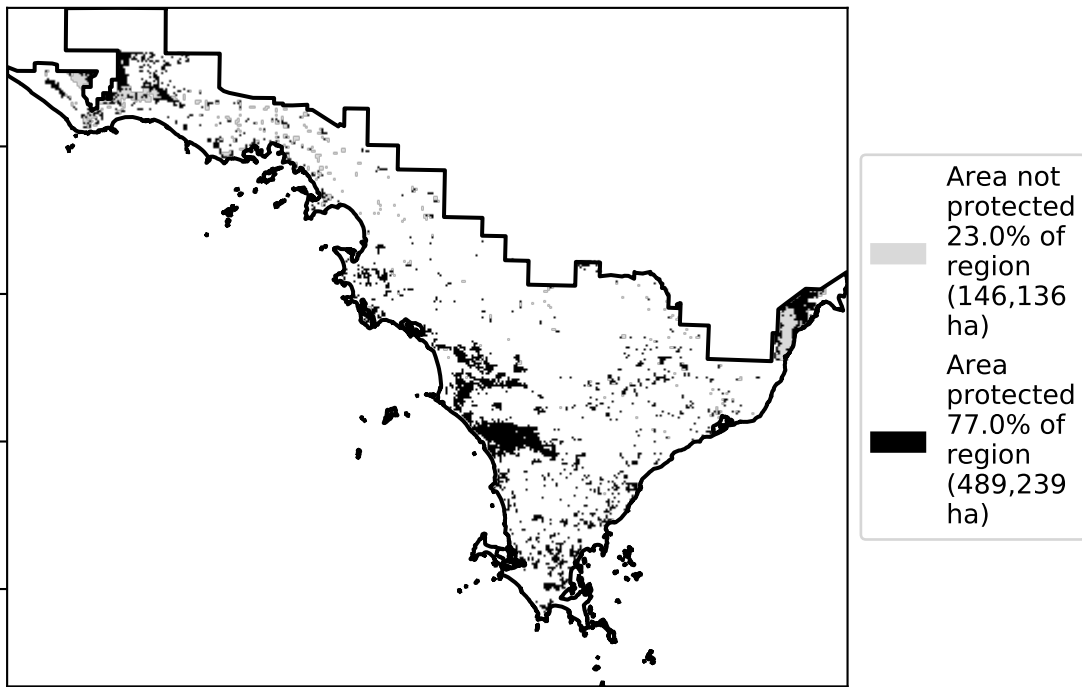 Area not
protected
23.0% of
region
(146,136
ha)
Area
protected
77.0% of
region
(489,239
ha)